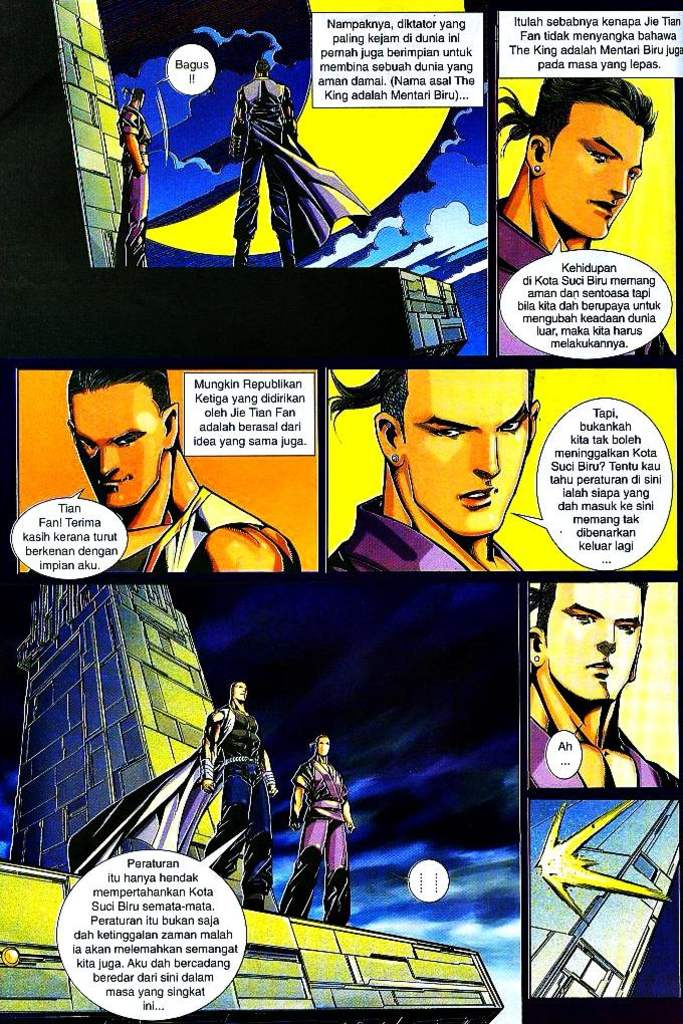 Bagus
!!
Nampaknya, diktator yang
paling kejam di dunia ini
pernah juga berimpian untuk
membina sebuah dunia yang
aman damai. (Nama asal The
King adalah Mentari Biru)...
Itulah sebabnya kenapa Jie Tian
Fan tidak menyangka bahawa
The King adalah Mentari Biru juga
pada masa yang lepas.
Kehidupan
di Kota Suci Biru memang
aman dan sentoasa tapi
bila kita dah berupaya untuk
mengubah keadaan dunia
luar, maka kita harus
melakukannya.
Mungkin Republikan
Ketiga yang didirikan
oleh Jie Tian Fan
adalah berasal dari
idea yang sama juga.
Tian
Fan! Terima
kasih kerana turut
berkenan dengan
impian aku.
Tapi,
bukankah
kita tak boleh
meninggalkan Kota
Suci Biru? Tentu kau
tahu peraturan di sini
ialah siapa yang
dah masuk ke sini
memang tak
dibenarkan
keluar lagi
...
Ah
...
Peraturan
itu hanya hendak
mempertahankan Kota
Suci Biru semata-mata.
Peraturan itu bukan saja
dah ketinggalan zaman malah
ia akan melemahkan semangat
kita juga. Aku dah bercadang
beredar dari sini dalam
masa yang singkat
ini...